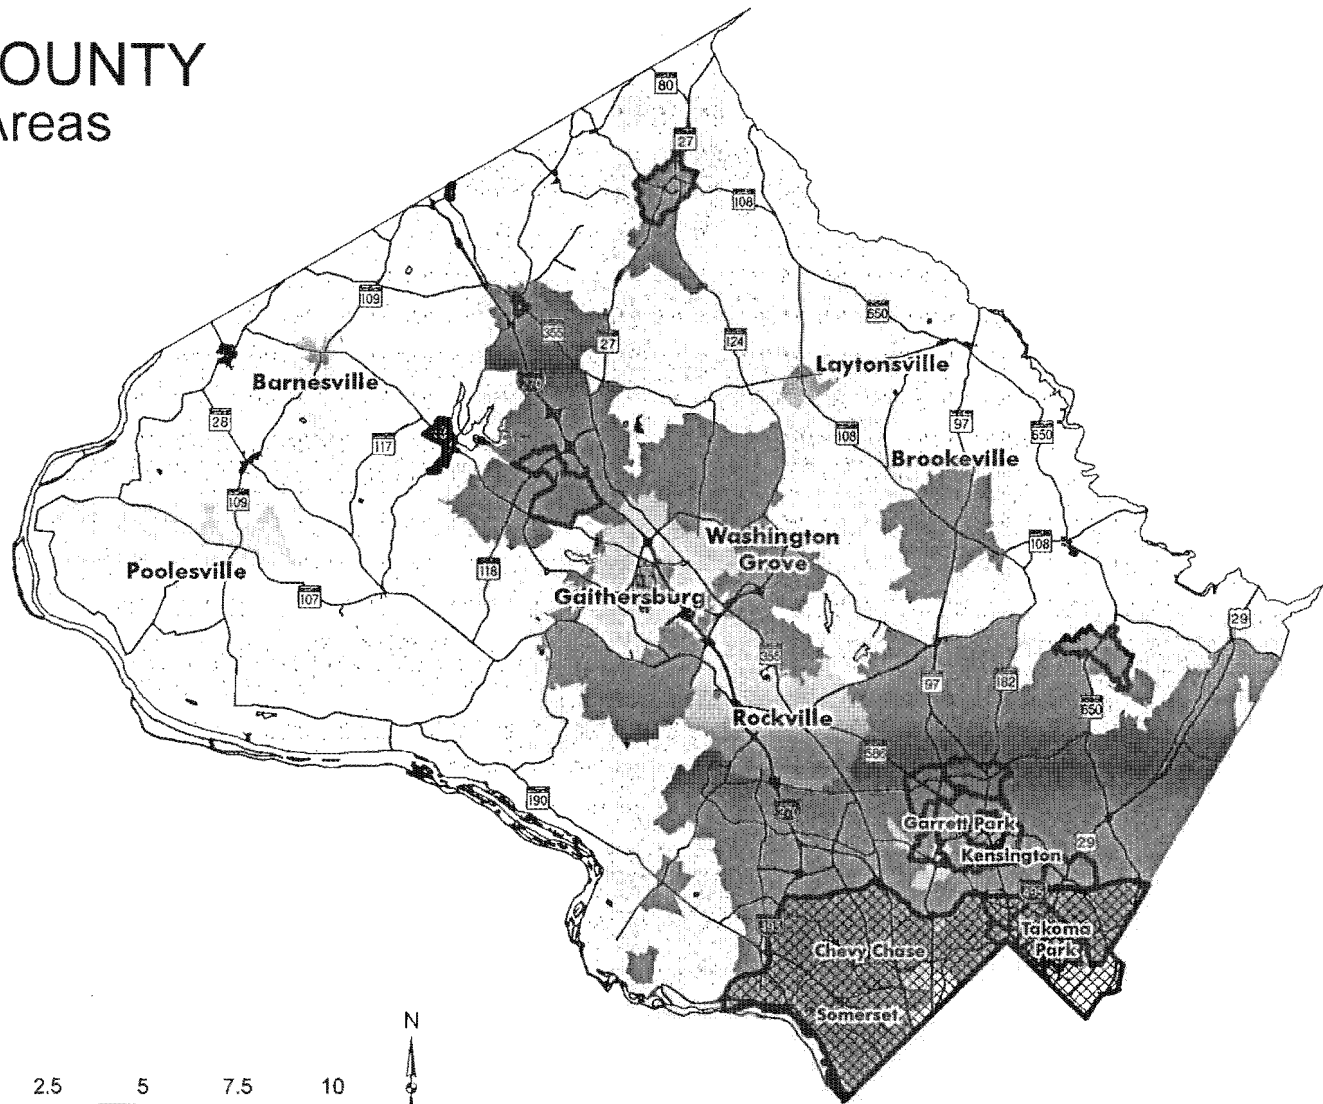 OUNTY
Areas
80
27
108
109
355
27
124
650
Laytonsville
Barnesville
28
117
108
97
650
Brookeville
109
Washington
Grove
108
Poolesville
118
107
Gaithersburg
29
355
97
182
650
Rockville
586
190
Garrett Park
29
Kensington
495
Takoma
Park
Chevy Chase
Somerset
N
2.5 5 7.5 10